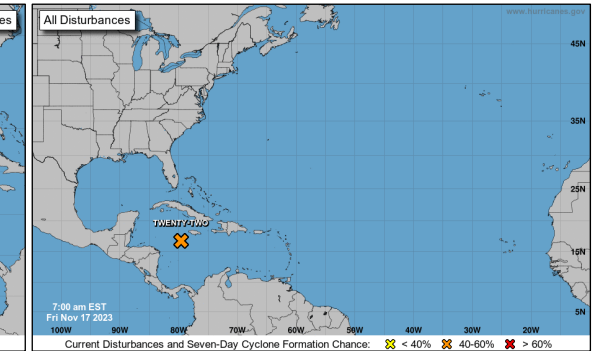 es
All Disturbances
www.hurricanes.gov
45N
35N
25N
TWENTY-TWO
15N
7:00 am EST
Fri Nov 17 2023
5N
100W 90W 80W 70W 60W 50W 40W 30W 20W
Current Disturbances and Seven-Day Cyclone Formation Chance: < 40% 40-60% > 60%